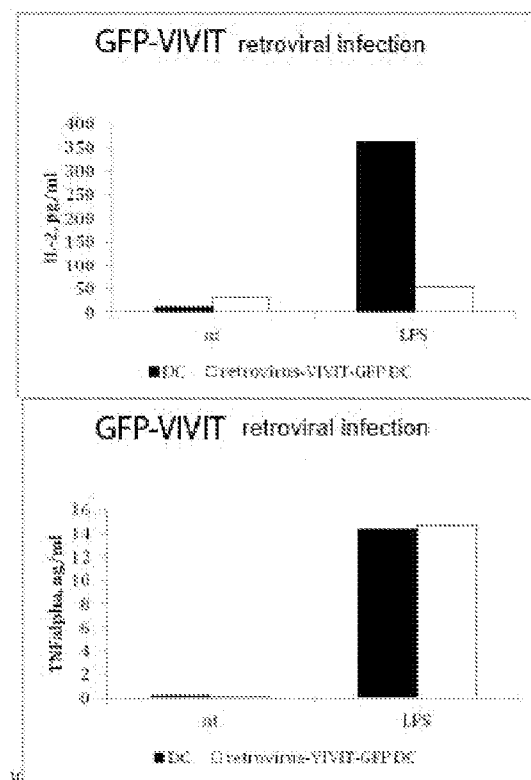 GFP-VIVIT retroviral infection
400
350
300
250
200
150
100
50
0
IL-2, pg/ml
nt LPS
■DC □retrovirus-VIVIT-GFP DC
GFP-VIVIT retroviral infection
16
14
12
10
8
6
4
2
0
TNFalpha, ng/ml
nt LPS
■DC □retrovirus-VIVIT-GFP DC